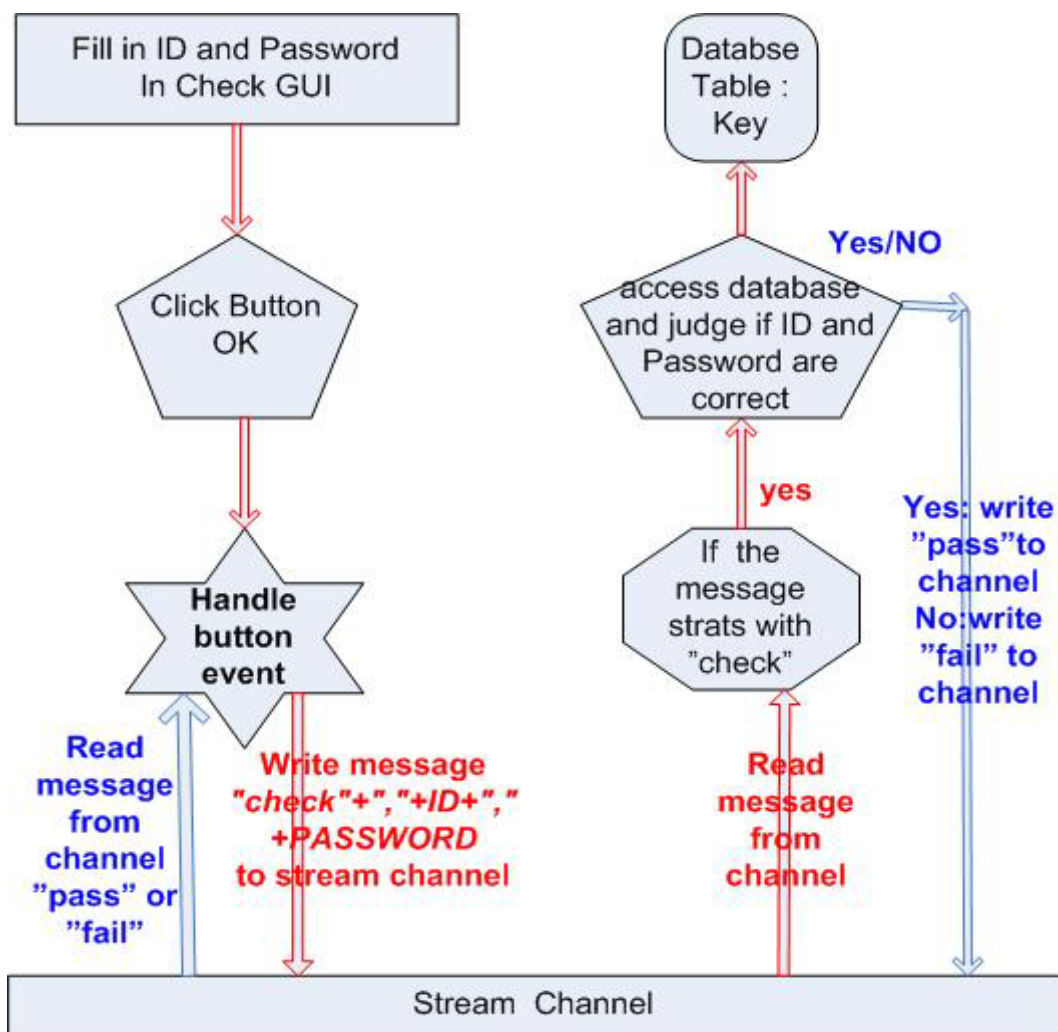 Fill in ID and Password
In Check GUI
Click Button
OK
Handle
button
event
Read
message
from
channel
”pass” or
”fail”
Write message
"check"+","+ID+","
+PASSWORD
to stream channel
Databse
Table :
Key
Yes/NO
access database
and judge if ID and
Password are
correct
yes
If the
message
strats with
”check”
Read
message
from
channel
Yes: write
”pass”to
channel
No:write
”fail” to
channel
Stream Channel